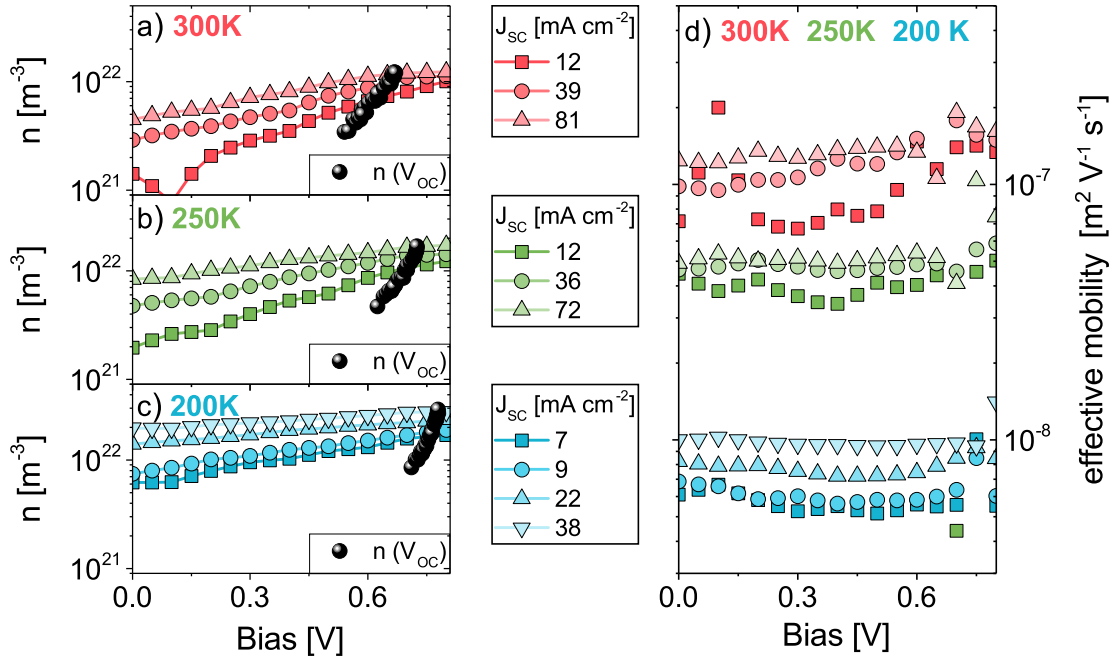 a) 300K
n [m⁻³]
10²²
10²¹
n (V_OC)
b) 250K
n [m⁻³]
10²²
10²¹
n (V_OC)
c) 200K
n [m⁻³]
10²²
10²¹
n (V_OC)
0.0 0.3 0.6
Bias [V]
J_SC [mA cm⁻²]
12
39
81
J_SC [mA cm⁻²]
12
36
72
J_SC [mA cm⁻²]
7
9
22
38
d) 300K 250K 200 K
10⁻⁷
10⁻⁸
effective mobility [m² V⁻¹ s⁻¹]
0.0 0.3 0.6
Bias [V]